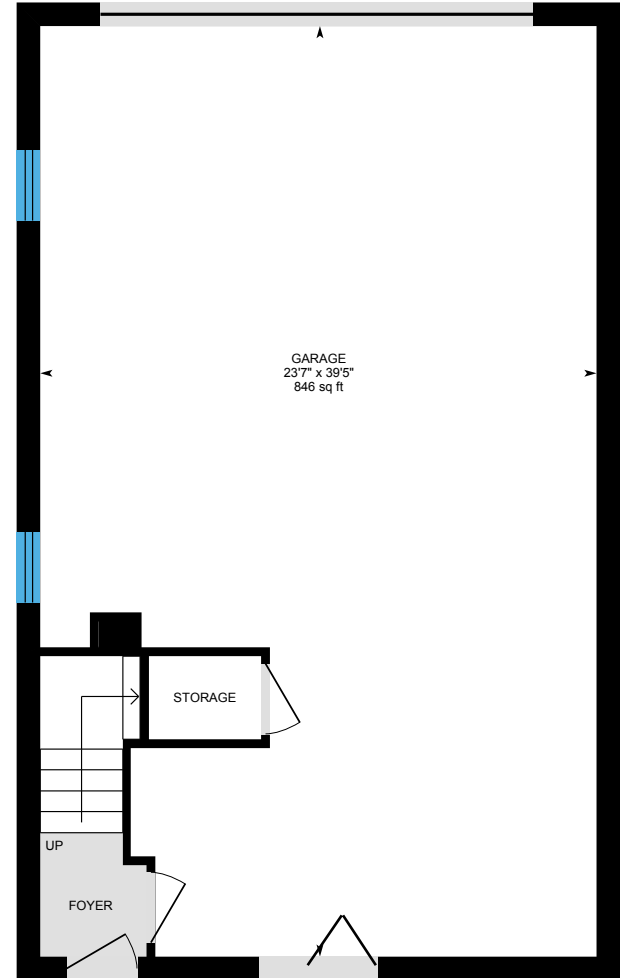 GARAGE
23'7" x 39'5"
846 sq ft
STORAGE
UP
FOYER